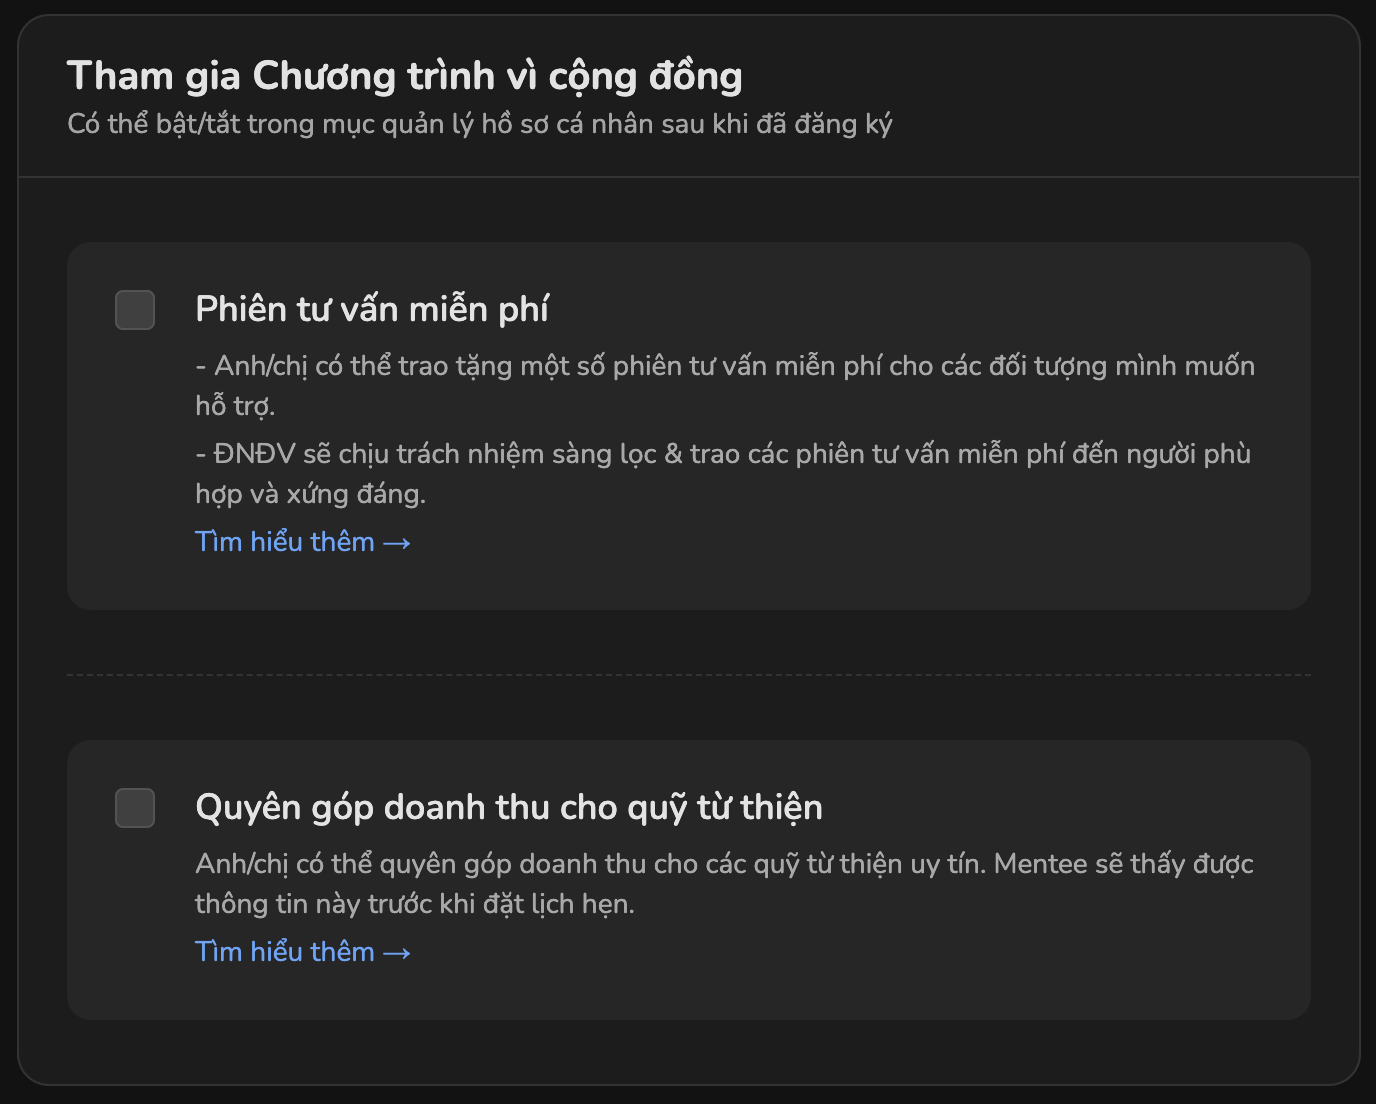 Tham gia Chương trình vì cộng đồng
Có thể bật/tắt trong mục quản lý hồ sơ cá nhân sau khi đã đăng ký
Phiên tư vấn miễn phí
- Anh/chị có thể trao tặng một số phiên tư vấn miễn phí cho các đối tượng mình muốn
hỗ trợ.
- ĐNĐV sẽ chịu trách nhiệm sàng lọc & trao các phiên tư vấn miễn phí đến người phù
hợp và xứng đáng.
Tìm hiểu thêm →
Quyên góp doanh thu cho quỹ từ thiện
Anh/chị có thể quyên góp doanh thu cho các quỹ từ thiện uy tín. Mentee sẽ thấy được
thông tin này trước khi đặt lịch hẹn.
Tìm hiểu thêm →